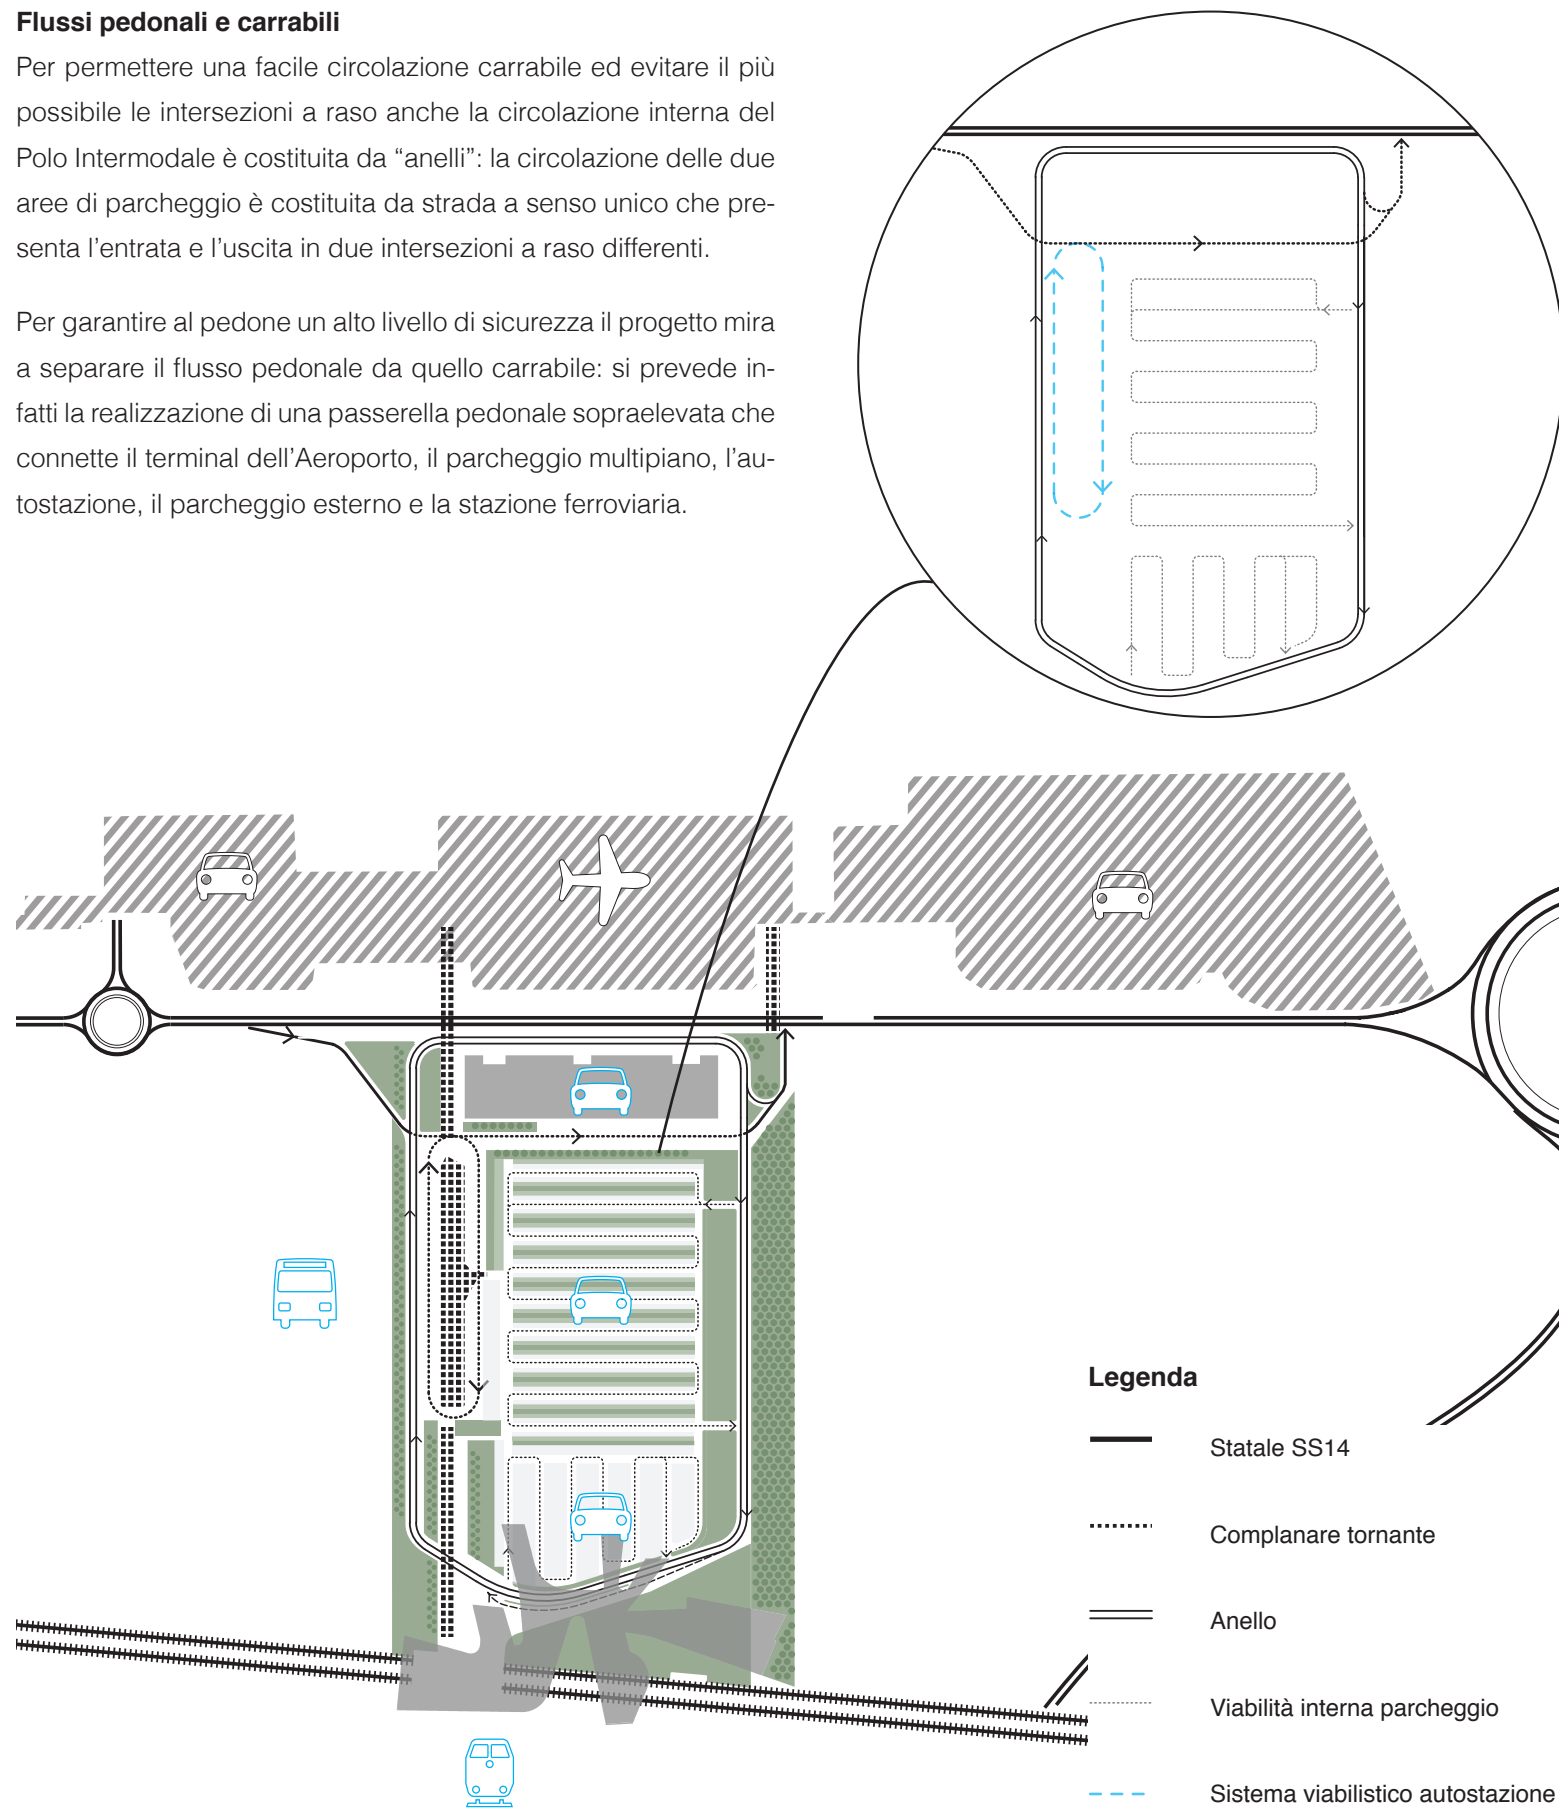 Flussi pedonali e carrabili
Per permettere una facile circolazione carrabile ed evitare il più
possibile le intersezioni a raso anche la circolazione interna del
Polo Intermodale è costituita da “anelli”: la circolazione delle due
aree di parcheggio è costituita da strada a senso unico che pre-
senta l’entrata e l’uscita in due intersezioni a raso differenti.
Per garantire al pedone un alto livello di sicurezza il progetto mira
a separare il flusso pedonale da quello carrabile: si prevede in-
fatti la realizzazione di una passerella pedonale sopraelevata che
connette il terminal dell’Aeroporto, il parcheggio multipiano, l’au-
tostazione, il parcheggio esterno e la stazione ferroviaria.
Legenda
Statale SS14
Complanare tornante
Anello
Viabilità interna parcheggio
Sistema viabilistico autostazione